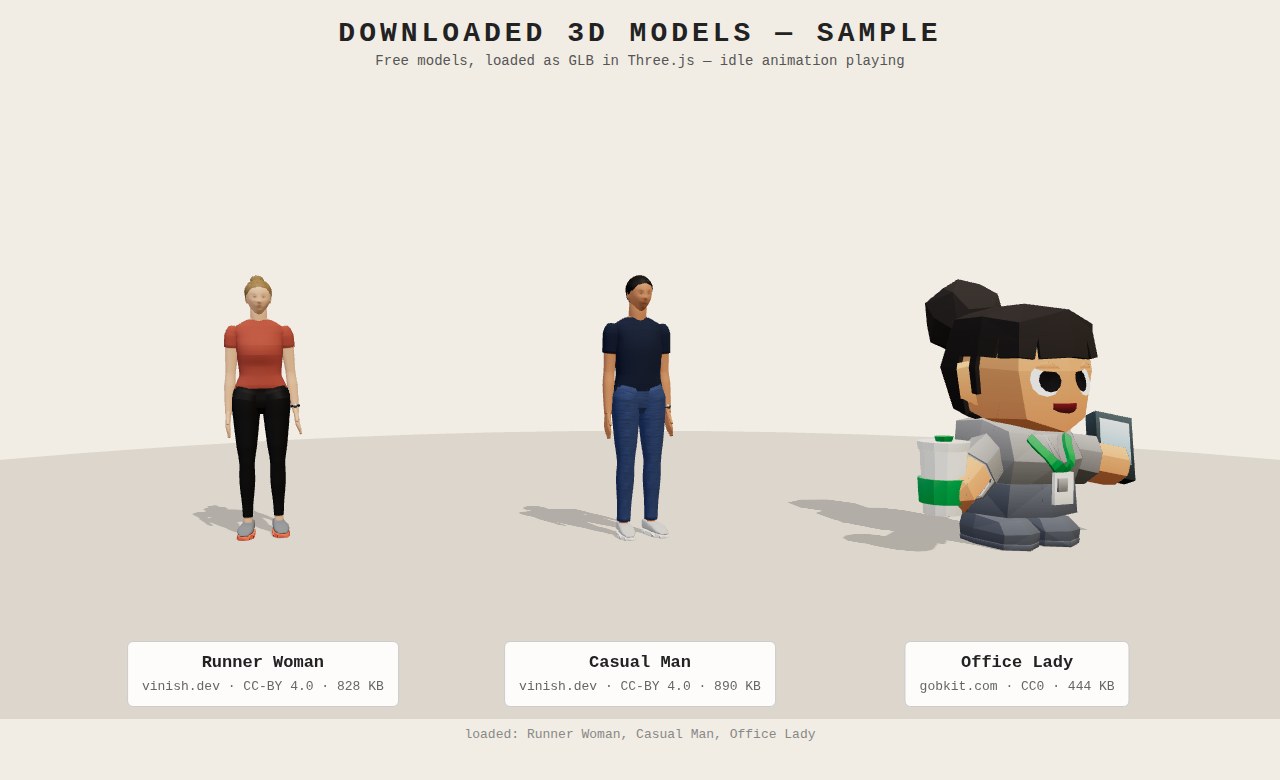 DOWNLOADED 3D MODELS — SAMPLE
Free models, loaded as GLB in Three.js — idle animation playing
Runner Woman
vinish.dev · CC-BY 4.0 · 828 KB
Casual Man
vinish.dev · CC-BY 4.0 · 890 KB
Office Lady
gobkit.com · CC0 · 444 KB
loaded: Runner Woman, Casual Man, Office Lady